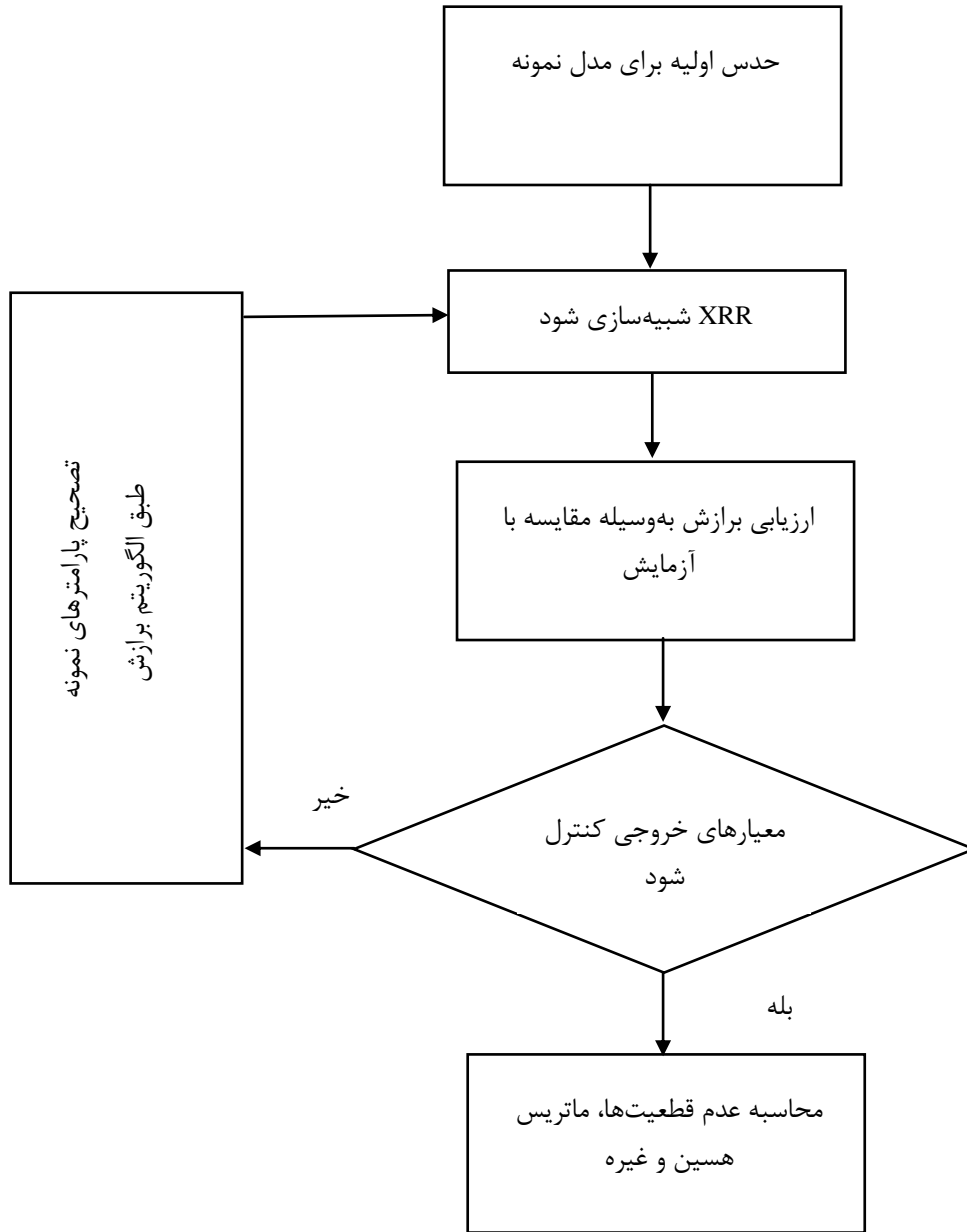 حدس اولیه برای مدل نمونه
XRR شبیه‌سازی شود
تصحیح پارامترهای نمونه
طبق الگوریتم برازش
ارزیابی برازش به‌وسیله مقایسه با
آزمایش
خیر
معیارهای خروجی کنترل
شود
بله
محاسبه عدم قطعیت‌ها، ماتریس
هسین و غیره